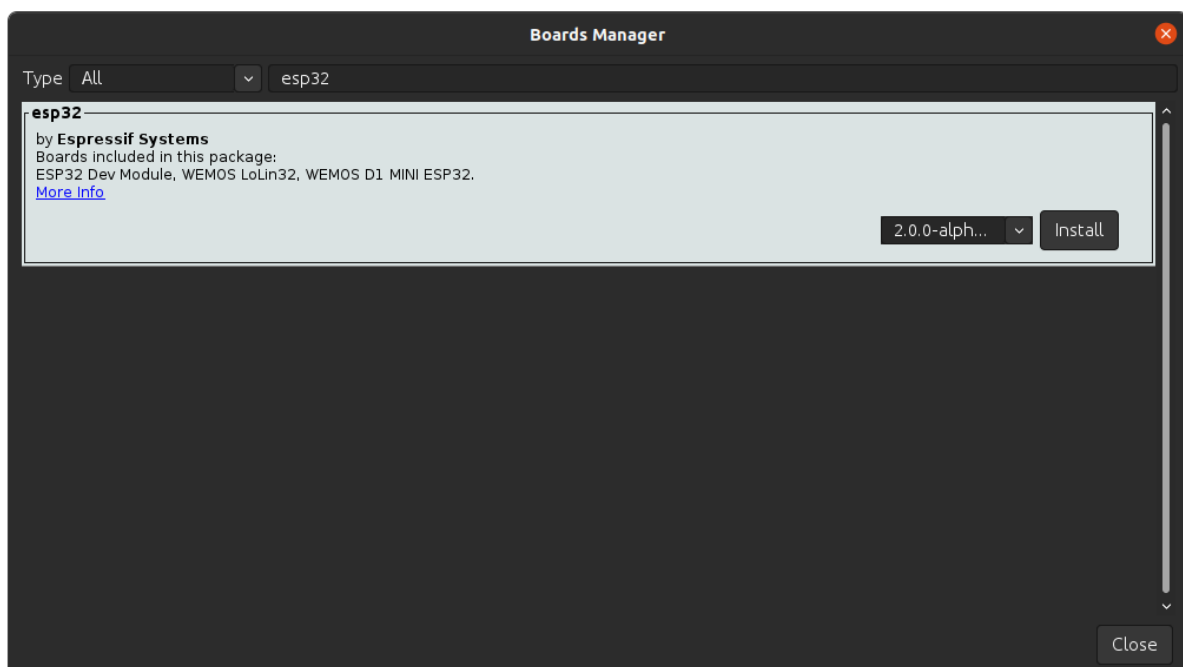 Boards Manager
Type All esp32
esp32
by Espressif Systems
Boards included in this package:
ESP32 Dev Module, WEMOS LoLin32, WEMOS D1 MINI ESP32.
More Info
2.0.0-alph... Install
Close